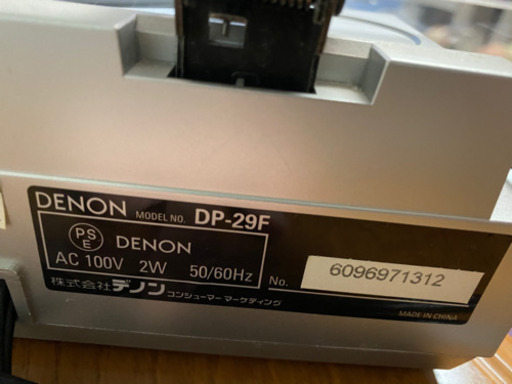 DENON MODEL NO. DP-29F
PS
E
DENON
AC 100V 2W 50/60Hz
No. 6096971312
株式会社デノン コンシューマーマーケティング
MADE IN CHINA